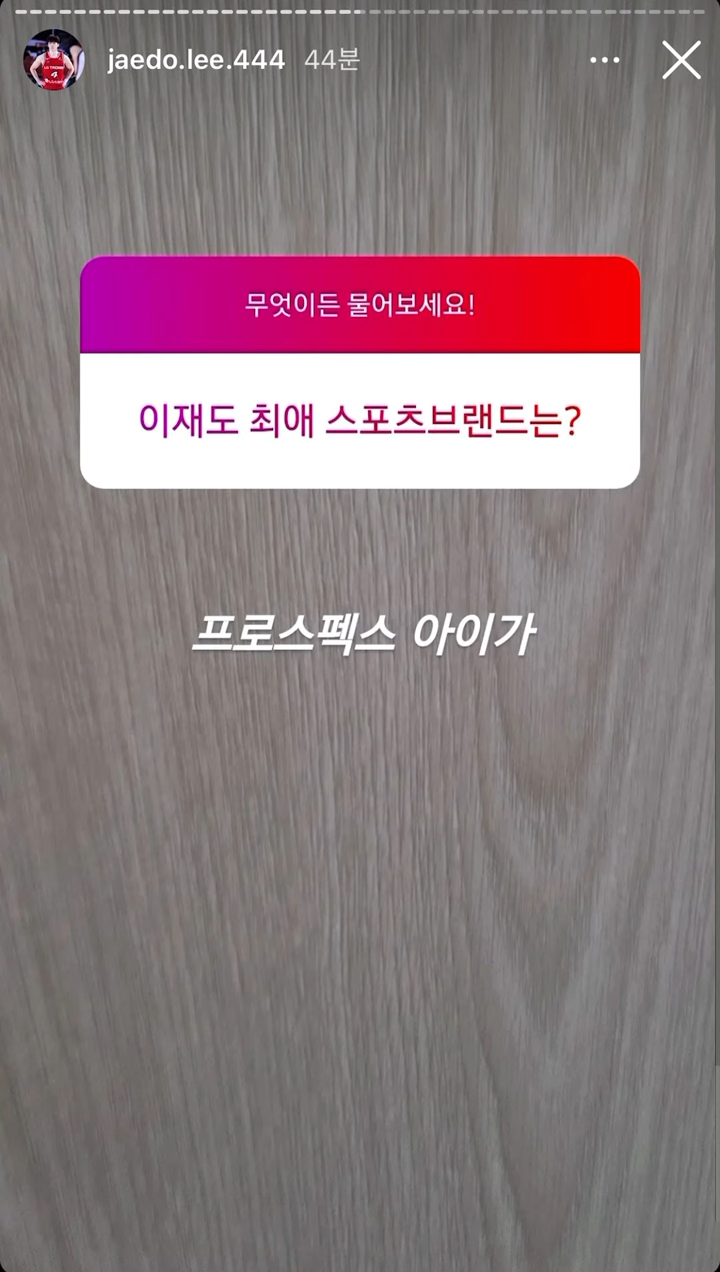 jaedo.lee.444 44분
무엇이든 물어보세요!
이재도 최애 스포츠브랜드는?
프로스펙스 아이가